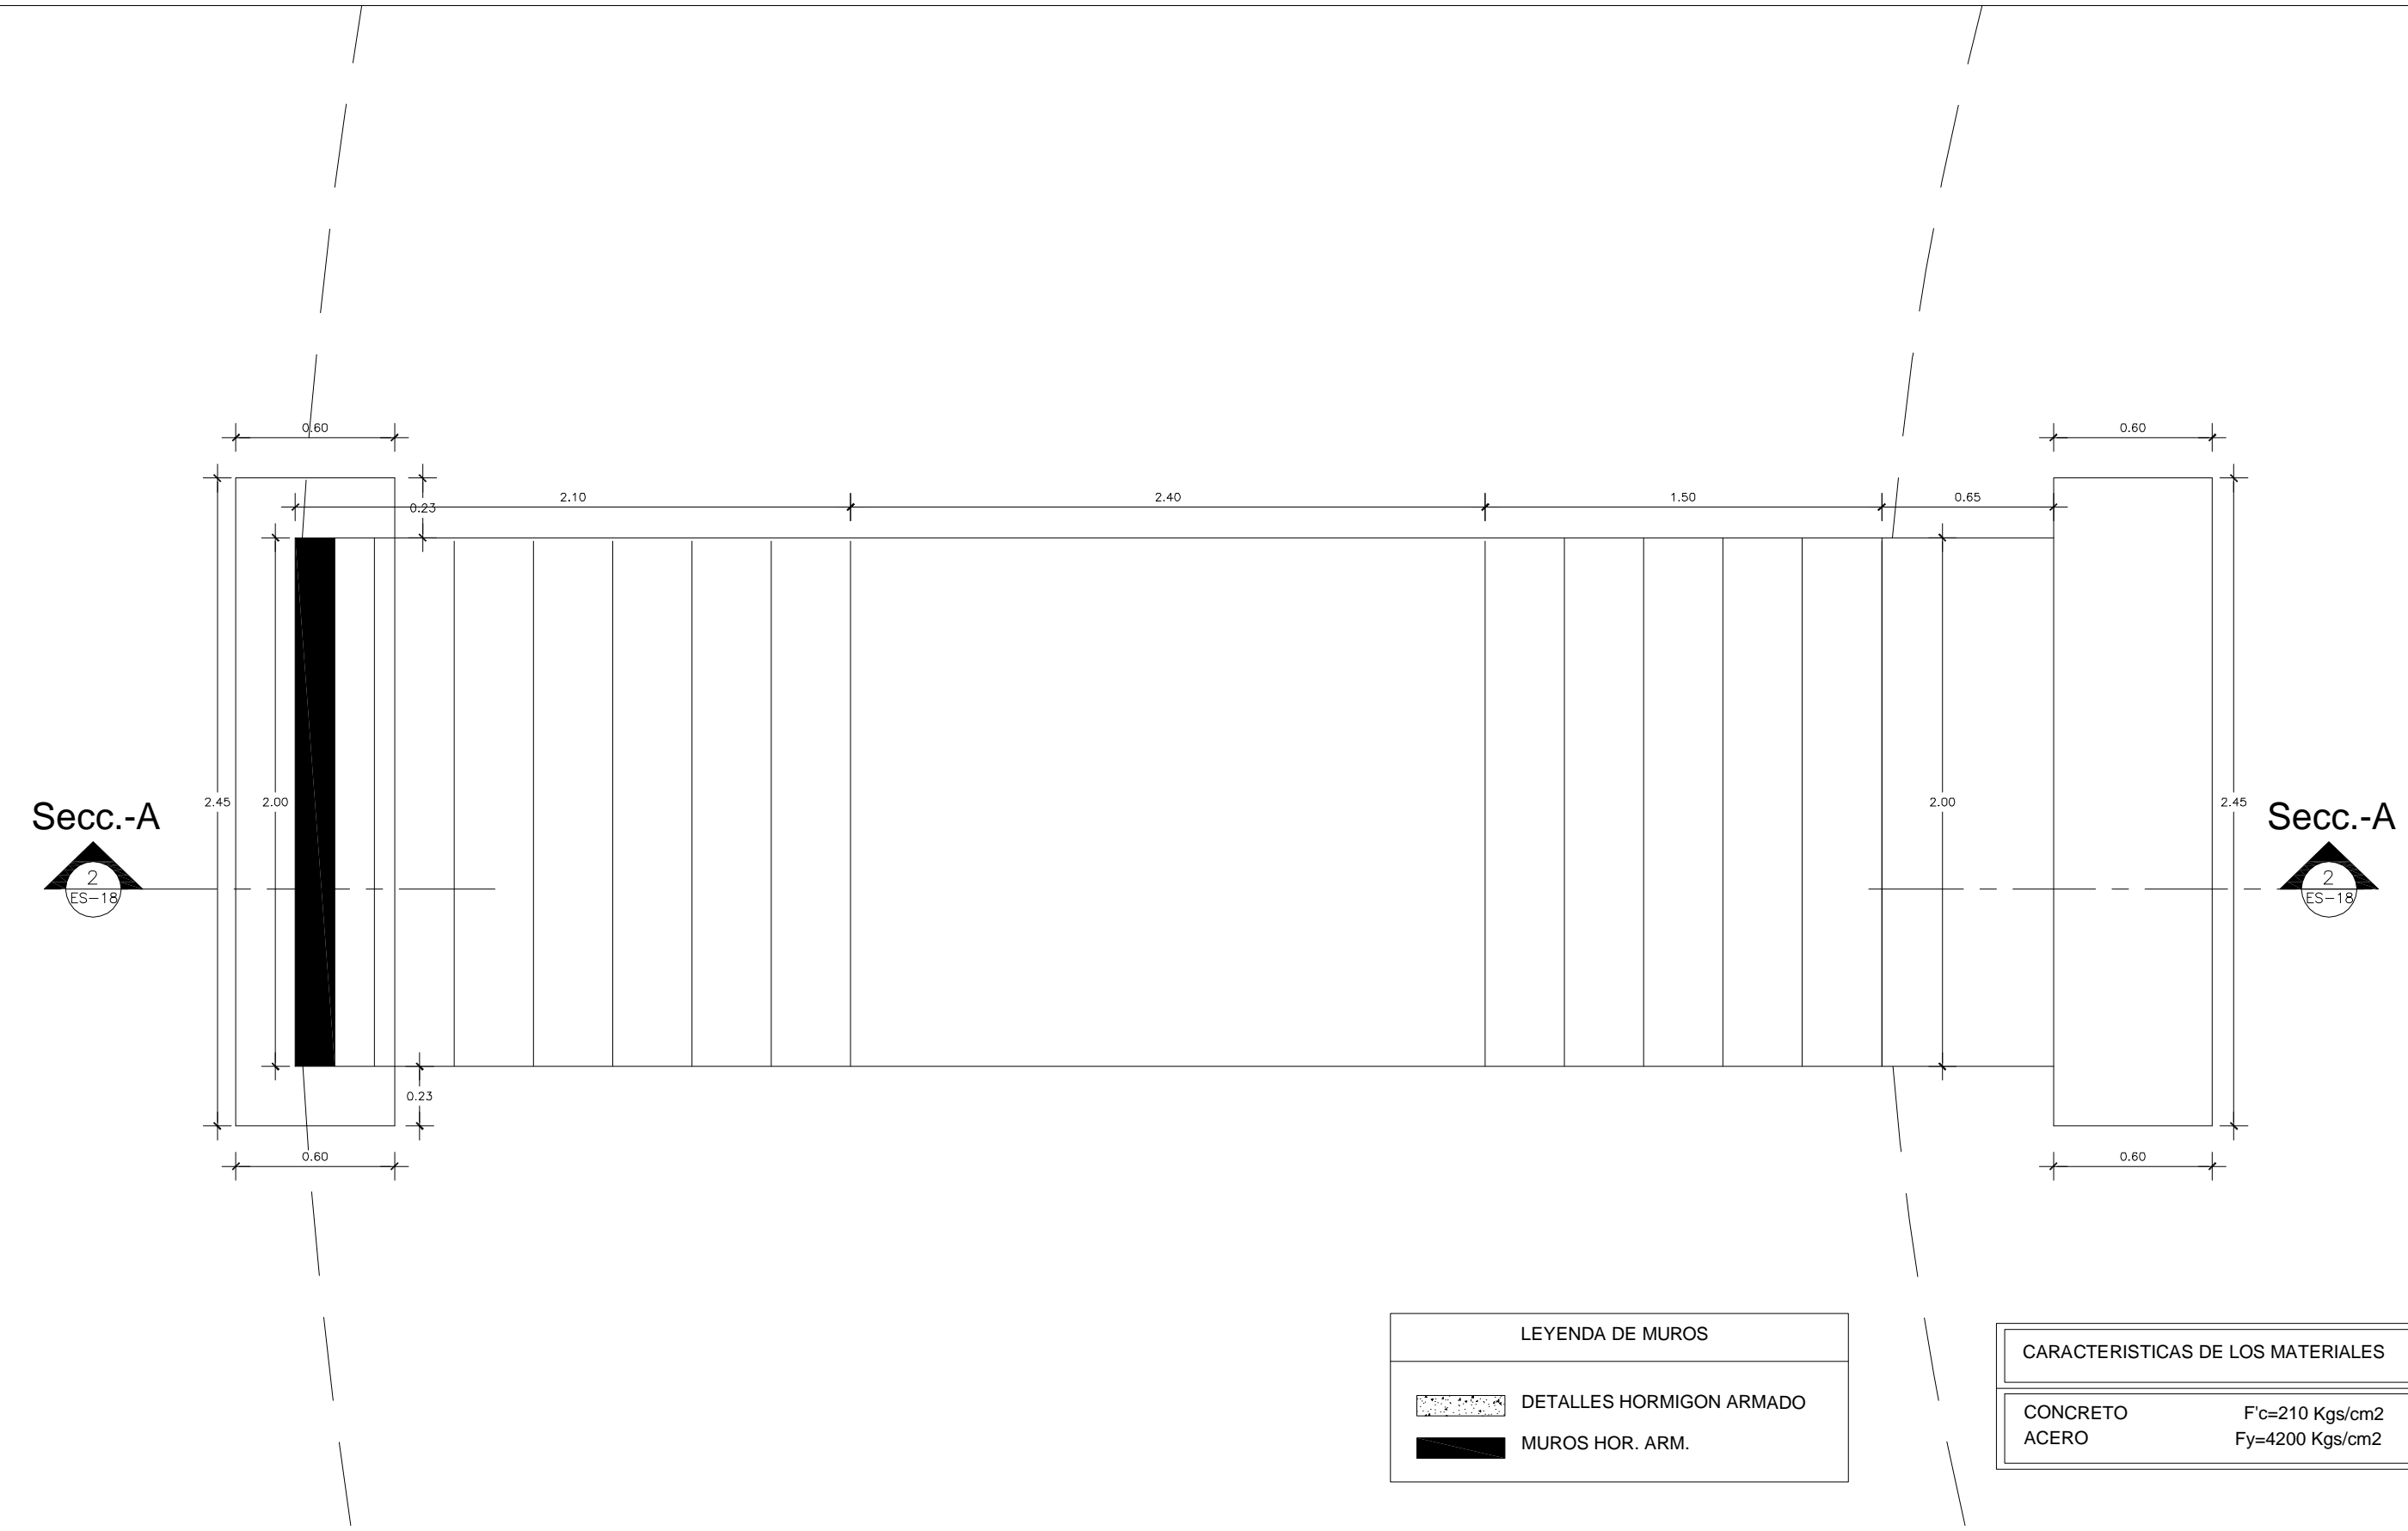 0.60
0.60
0.23
2.10
2.40
1.50
0.65
Secc.-A
2
ES-18
2.45
2.00
2.00
2.45
Secc.-A
2
ES-18
0.23
0.60
0.60
LEYENDA DE MUROS
DETALLES HORMIGON ARMADO
MUROS HOR. ARM.
CARACTERISTICAS DE LOS MATERIALES
CONCRETO F'c=210 Kgs/cm2
ACERO Fy=4200 Kgs/cm2